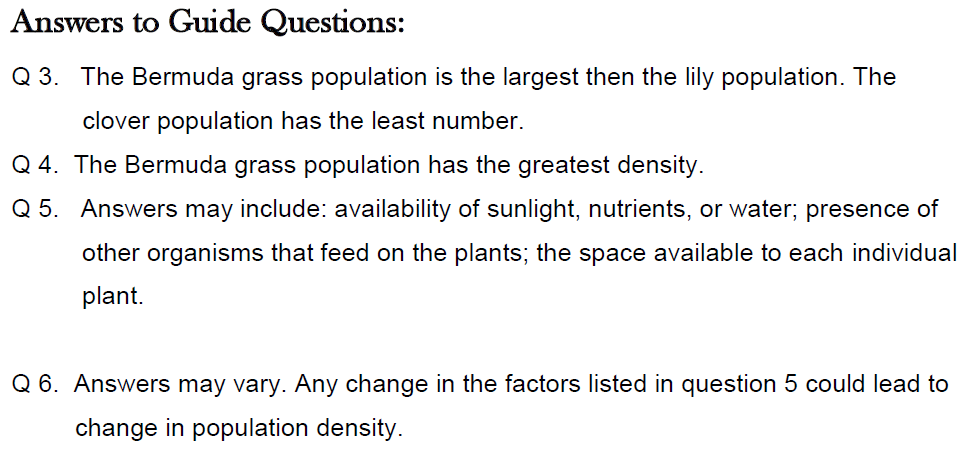 Answers to Guide Questions:
Q 3. The Bermuda grass population is the largest then the lily population. The
clover population has the least number.
Q 4. The Bermuda grass population has the greatest density.
Q 5. Answers may include: availability of sunlight, nutrients, or water; presence of
other organisms that feed on the plants; the space available to each individual
plant.
Q 6. Answers may vary. Any change in the factors listed in question 5 could lead to
change in population density.